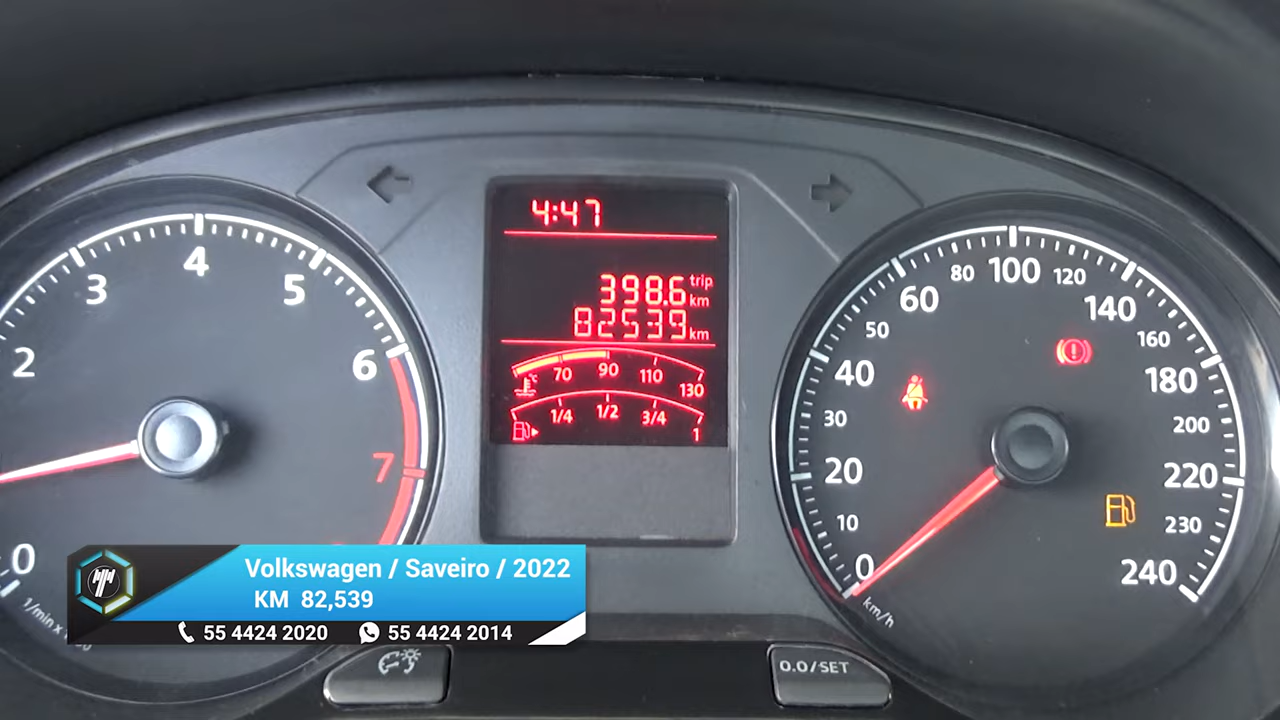 4:47
398.6 trip km
82539 km
70 90 110 130
1/4 1/2 3/4 1
0 2 3 4 5 6 7
1/min x
0 10 20 30 40 50 60 80 100 120 140 160 180 200 220 230 240
km/h
Volkswagen / Saveiro / 2022
KM 82,539
55 4424 2020 55 4424 2014
0.0/SET